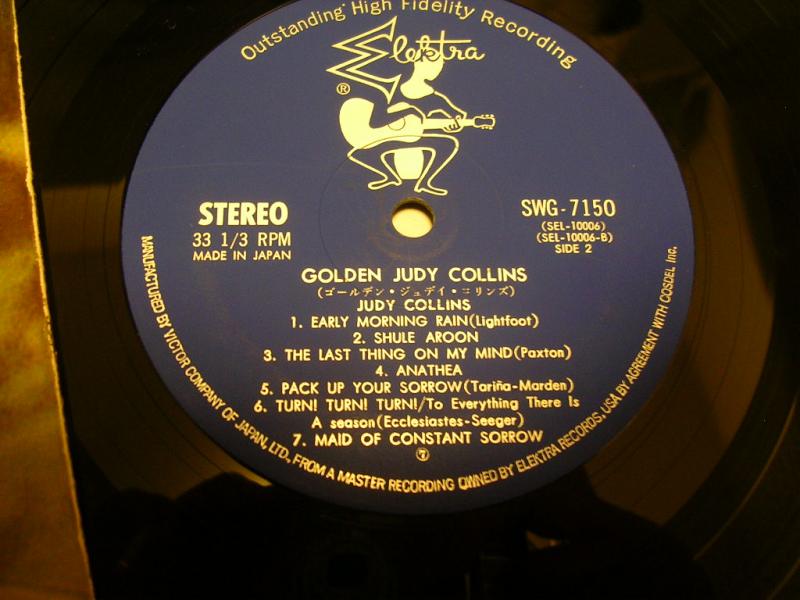 Outstanding High Fidelity Recording
Elektra
®
STEREO
33 1/3 RPM
MADE IN JAPAN
SWG-7150
(SEL-10006)
(SEL-10006-B)
SIDE 2
GOLDEN JUDY COLLINS
(ゴールデン・ジュデイ・コリンズ)
JUDY COLLINS
1. EARLY MORNING RAIN(Lightfoot)
2. SHULE AROON
3. THE LAST THING ON MY MIND(Paxton)
4. ANATHEA
5. PACK UP YOUR SORROW(Tariña-Marden)
6. TURN! TURN! TURN!/To Everything There Is
A season(Ecclesiastes-Seeger)
7. MAID OF CONSTANT SORROW
⑦
MANUFACTURED BY VICTOR COMPANY OF JAPAN, LTD., FROM A MASTER RECORDING OWNED BY ELEKTRA RECORDS, USA BY AGREEMENT WITH COSDEL Inc.